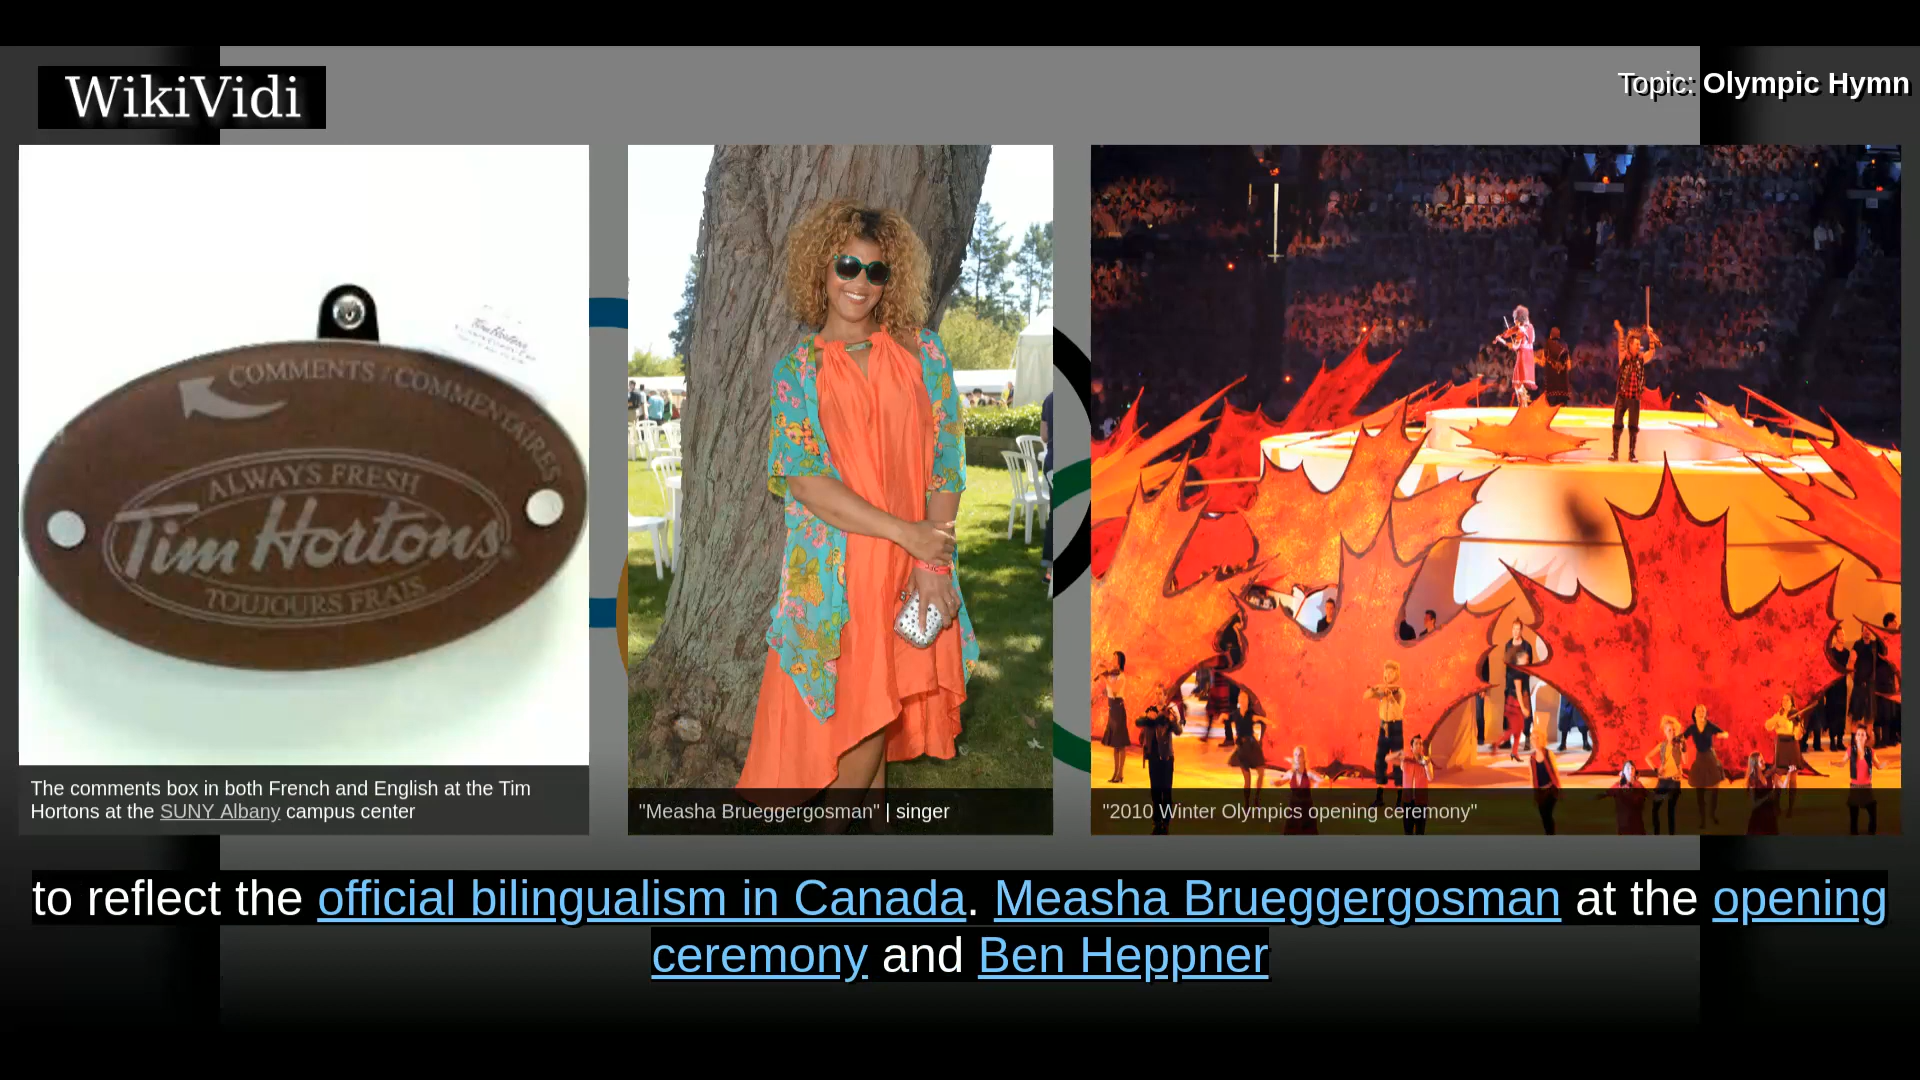 WikiVidi
Topic: Olympic Hymn
COMMENTS / COMMENTAIRES
ALWAYS FRESH
Tim Hortons
TOUJOURS FRAIS
The comments box in both French and English at the Tim
Hortons at the SUNY Albany campus center
"Measha Brueggergosman" | singer
"2010 Winter Olympics opening ceremony"
to reflect the official bilingualism in Canada. Measha Brueggergosman at the opening
ceremony and Ben Heppner